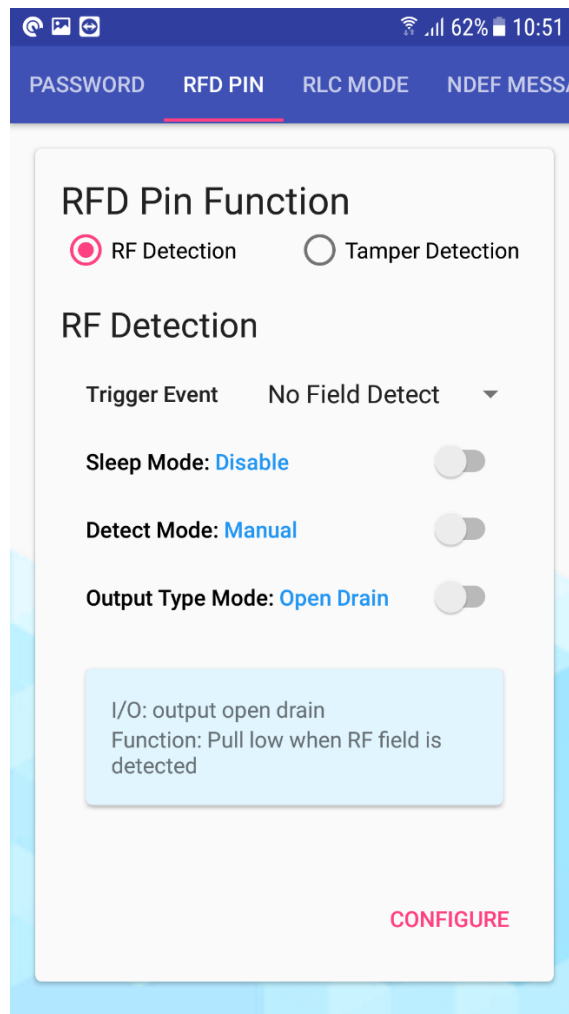 62% 10:51
PASSWORD RFD PIN RLC MODE NDEF MESSA
RFD Pin Function
RF Detection Tamper Detection
RF Detection
Trigger Event No Field Detect
Sleep Mode: Disable
Detect Mode: Manual
Output Type Mode: Open Drain
I/O: output open drain
Function: Pull low when RF field is
detected
CONFIGURE